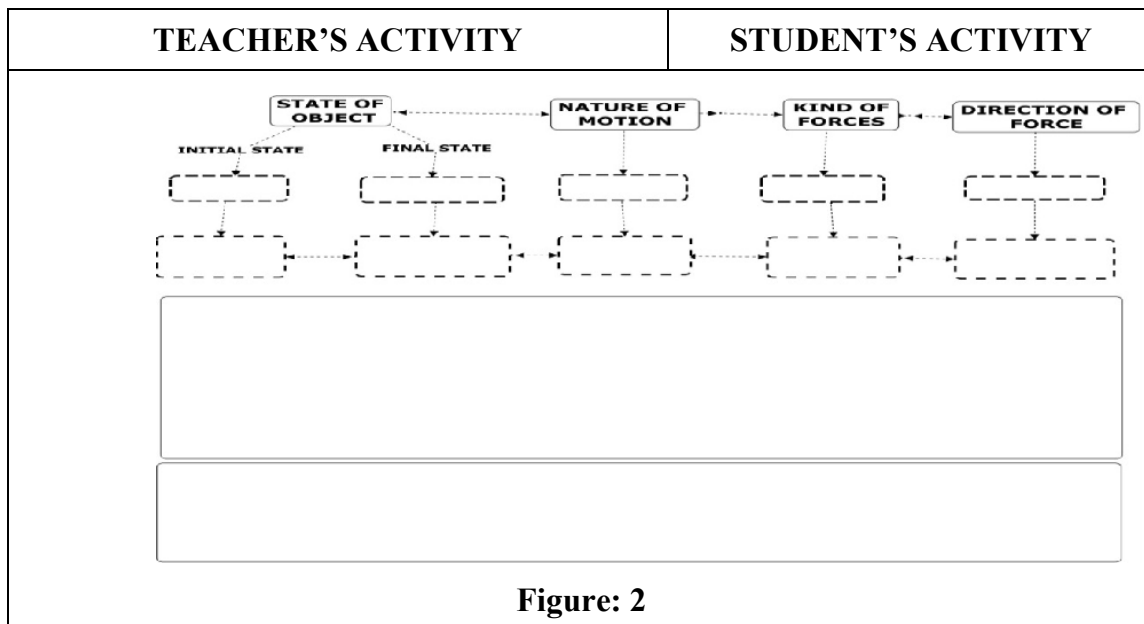 TEACHER’S ACTIVITY
STUDENT’S ACTIVITY
STATE OF
OBJECT
NATURE OF
MOTION
KIND OF
FORCES
DIRECTION OF
FORCE
INITIAL STATE
FINAL STATE
Figure: 2